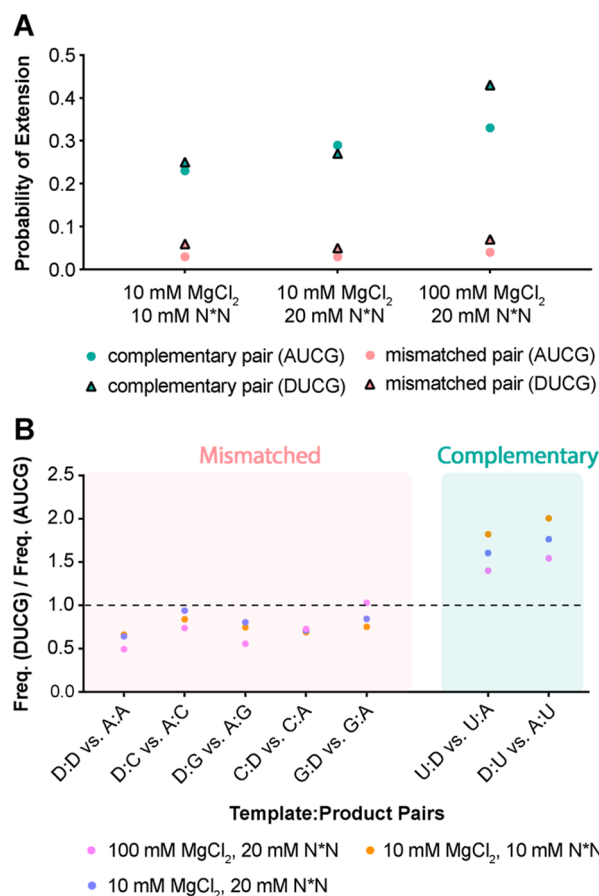 A
Probability of Extension
0.5
0.4
0.3
0.2
0.1
0.0
10 mM MgCl2 10 mM MgCl2 100 mM MgCl2
10 mM N*N 20 mM N*N 20 mM N*N
complementary pair (AUCG) mismatched pair (AUCG)
complementary pair (DUCG) mismatched pair (DUCG)
B
Mismatched Complementary
Freq. (DUCG) / Freq. (AUCG)
2.5
2.0
1.5
1.0
0.5
0.0
D:D vs. A:A
D:C vs. A:C
D:G vs. A:G
C:D vs. C:A
G:D vs. G:A
U:D vs. U:A
D:U vs. A:U
Template:Product Pairs
100 mM MgCl2, 20 mM N*N 10 mM MgCl2, 10 mM N*N
10 mM MgCl2, 20 mM N*N